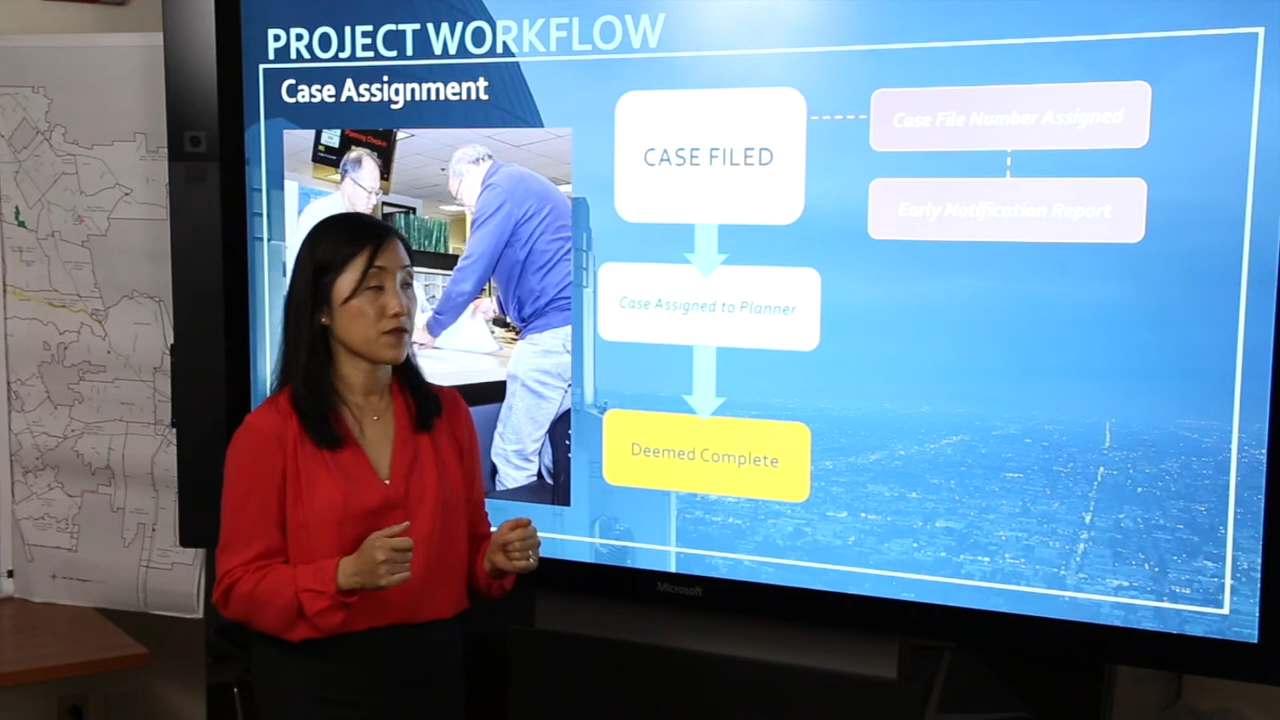 PROJECT WORKFLOW
Case Assignment
CASE FILED
Case File Number Assigned
Early Notification Report
Case Assigned to Planner
Deemed Complete
Microsoft